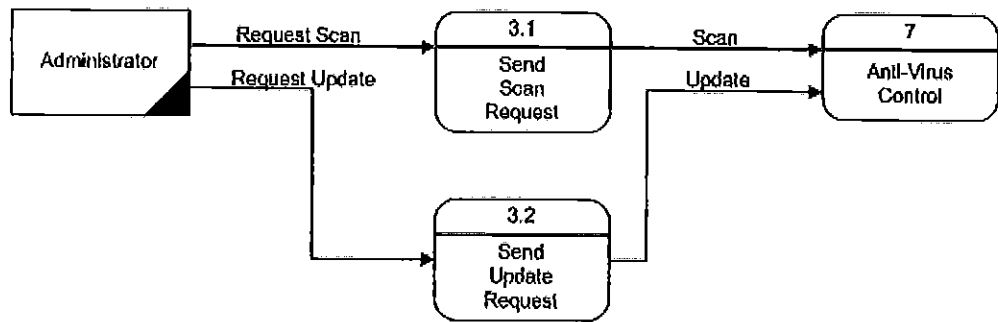 Administrator
Request Scan
Request Update
3.1
Send
Scan
Request
Scan
Update
7
Anti-Virus
Control
3.2
Send
Update
Request